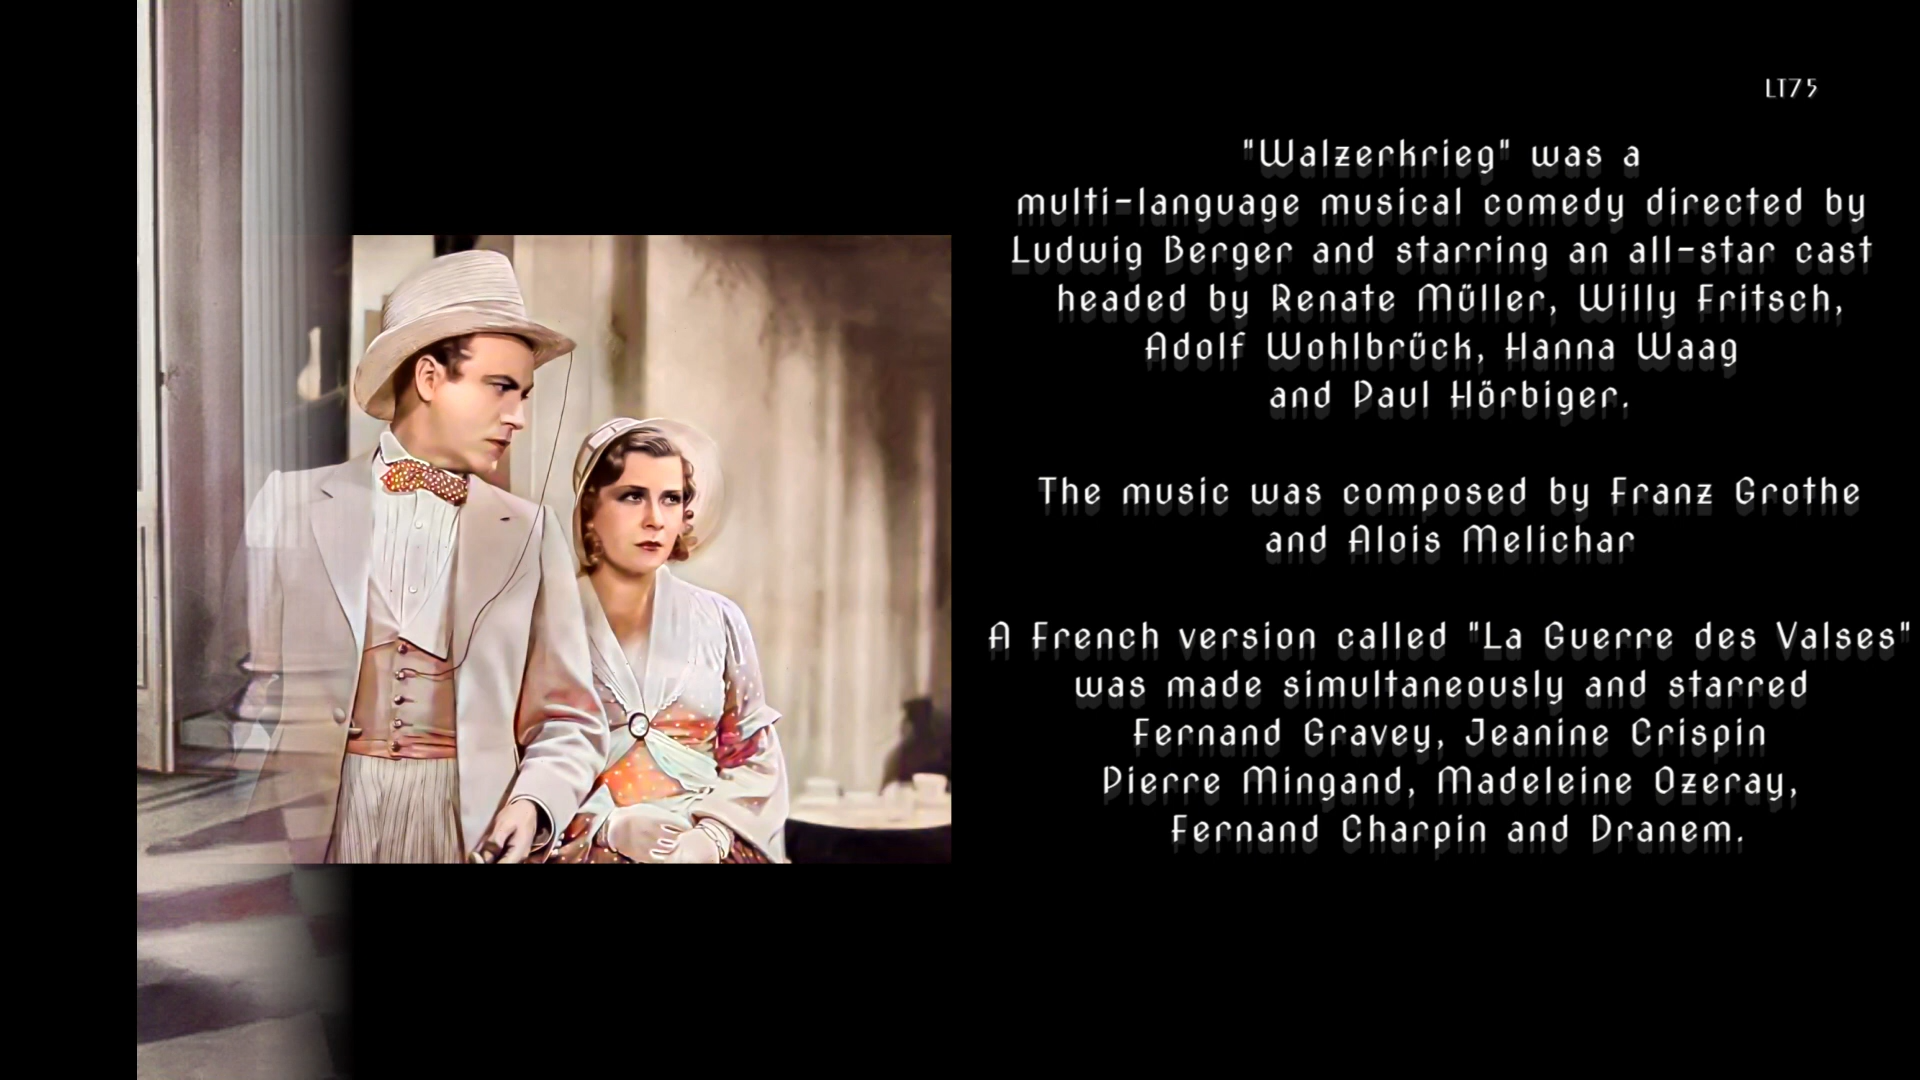 LT75
"Walzerkrieg" was a
multi-language musical comedy directed by
Ludwig Berger and starring an all-star cast
headed by Renate Müller, Willy Fritsch,
Adolf Wohlbrück, Hanna Waag
and Paul Hörbiger.
The music was composed by Franz Grothe
and Alois Melichar
A French version called "La Guerre des Valses"
was made simultaneously and starred
Fernand Gravey, Jeanine Crispin
Pierre Mingand, Madeleine Ozeray,
Fernand Charpin and Dranem.